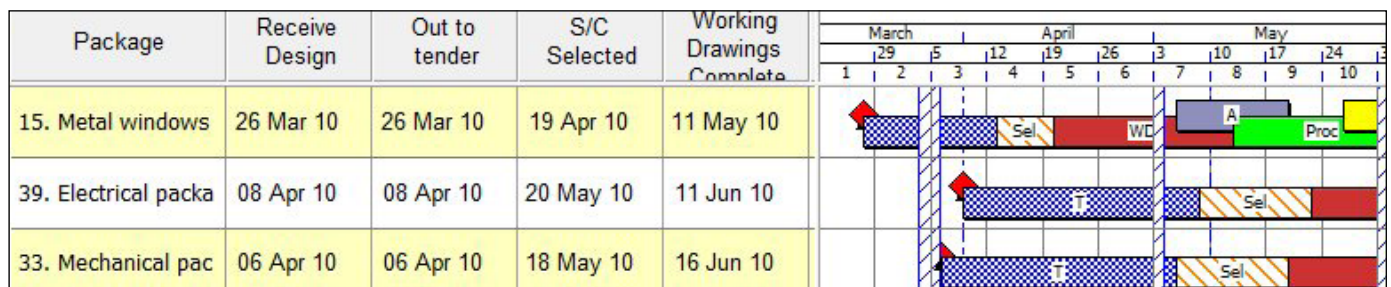 Package
Receive Design
Out to tender
S/C Selected
Working Drawings Complete
March April May
29 5 12 19 26 3 10 17 24
1 2 3 4 5 6 7 8 9 10
15. Metal windows 26 Mar 10 26 Mar 10 19 Apr 10 11 May 10
Sel WD A Proc
39. Electrical packa 08 Apr 10 08 Apr 10 20 May 10 11 Jun 10
T Sel
33. Mechanical pac 06 Apr 10 06 Apr 10 18 May 10 16 Jun 10
T Sel